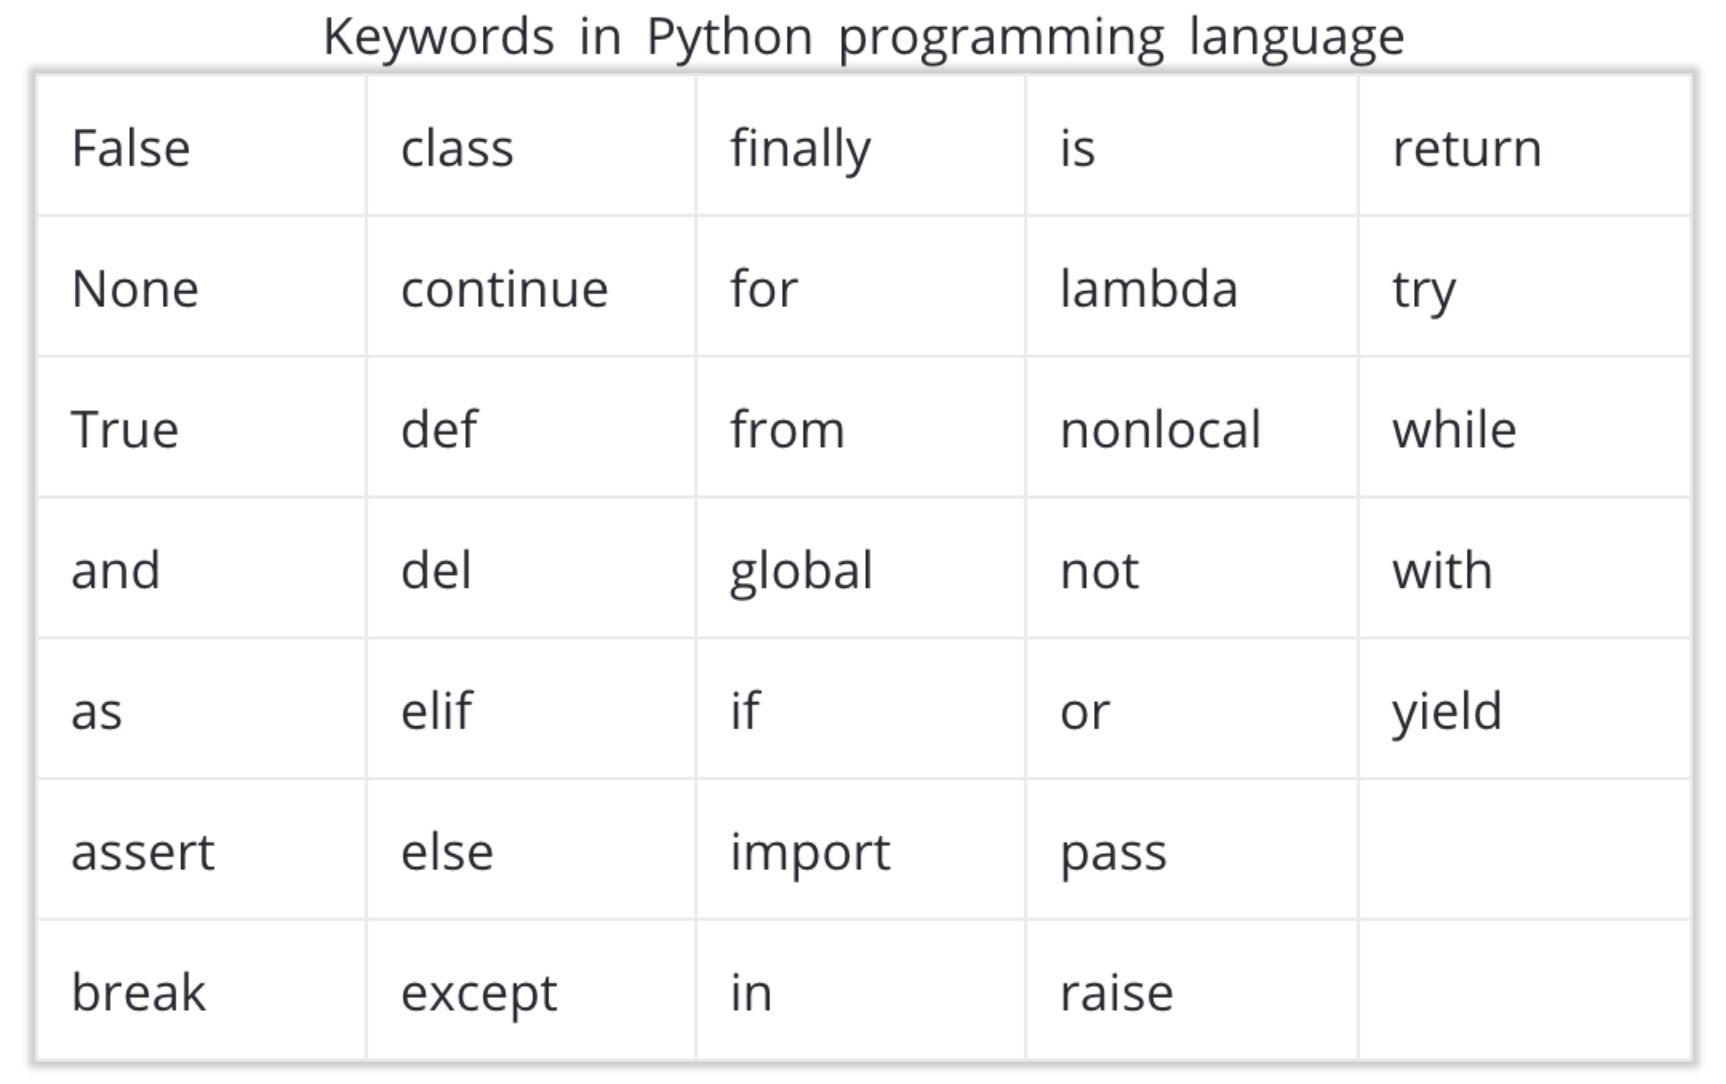 Keywords in Python programming language
False class finally is return
None continue for lambda try
True def from nonlocal while
and del global not with
as elif if or yield
assert else import pass
break except in raise